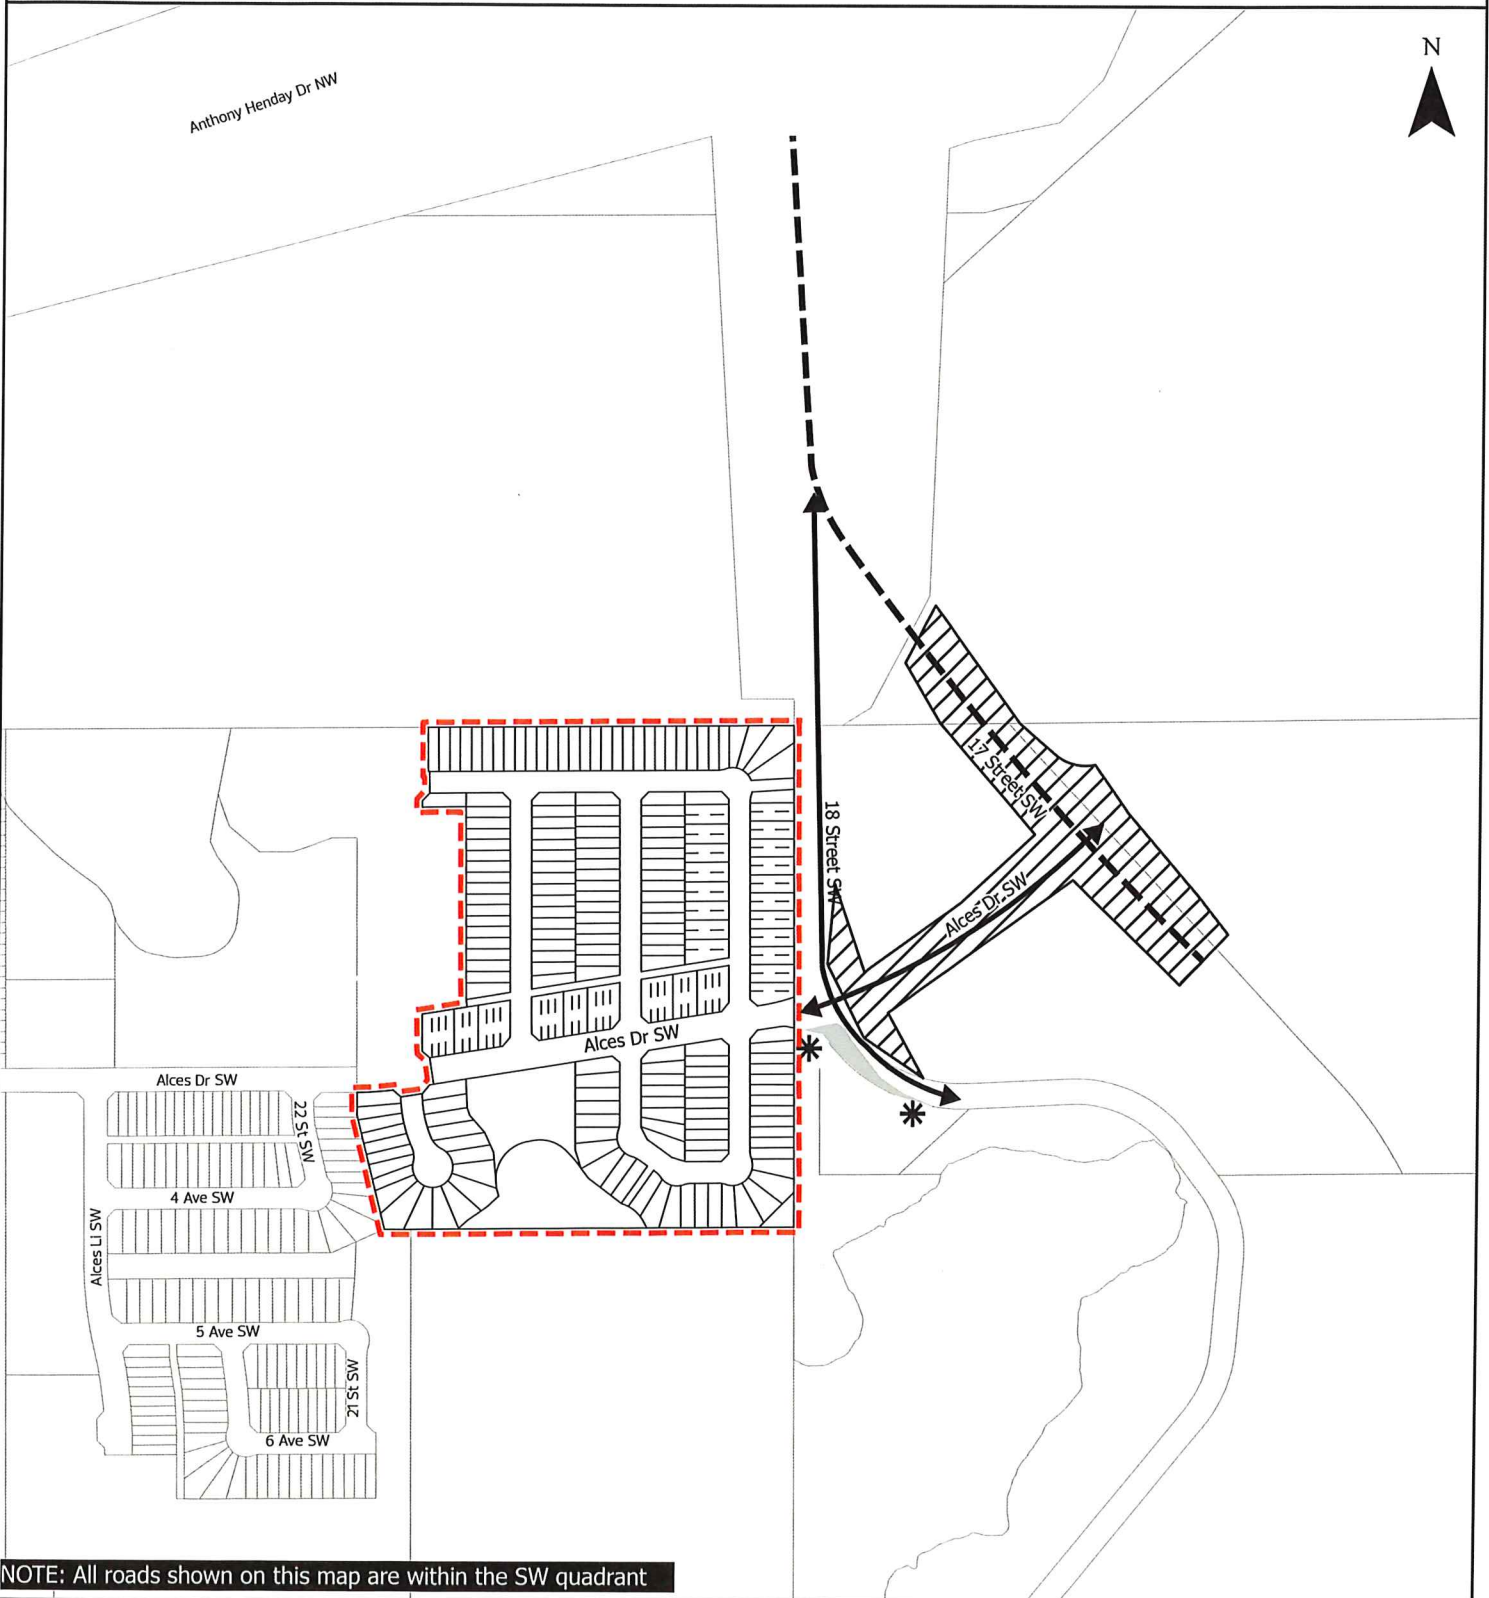 N
Anthony Henday Dr NW
17 Street SW
18 Street SW
Alces Dr SW
Alces Dr SW
Alces Dr SW
22 St SW
4 Ave SW
Alces Li SW
5 Ave SW
21 St SW
6 Ave SW
NOTE: All roads shown on this map are within the SW quadrant